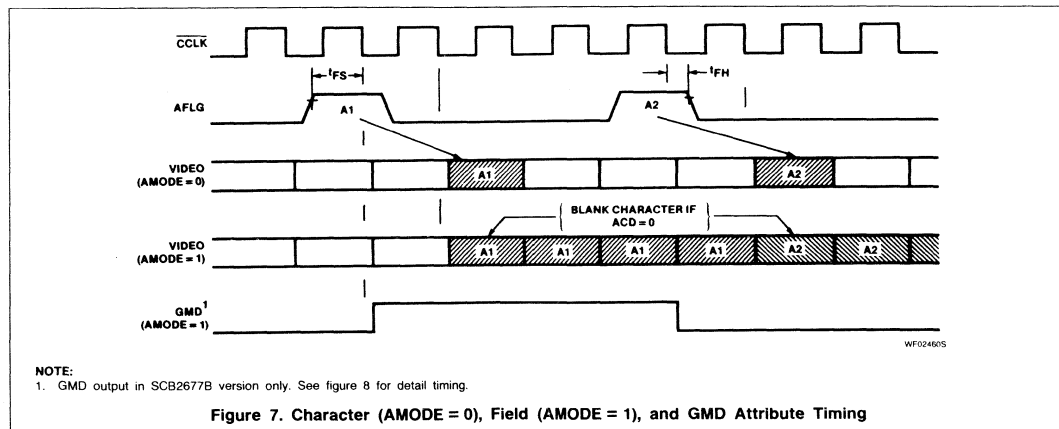 CCLK
tFS
tFH
AFLG
A1
A2
VIDEO
(AMODE = 0)
A1
A2
BLANK CHARACTER IF
ACD = 0
VIDEO
(AMODE = 1)
A1
A1
A1
A1
A2
A2
GMD1
(AMODE = 1)
WF02460S
NOTE:
1. GMD output in SCB2677B version only. See figure 8 for detail timing.
Figure 7. Character (AMODE = 0), Field (AMODE = 1), and GMD Attribute Timing